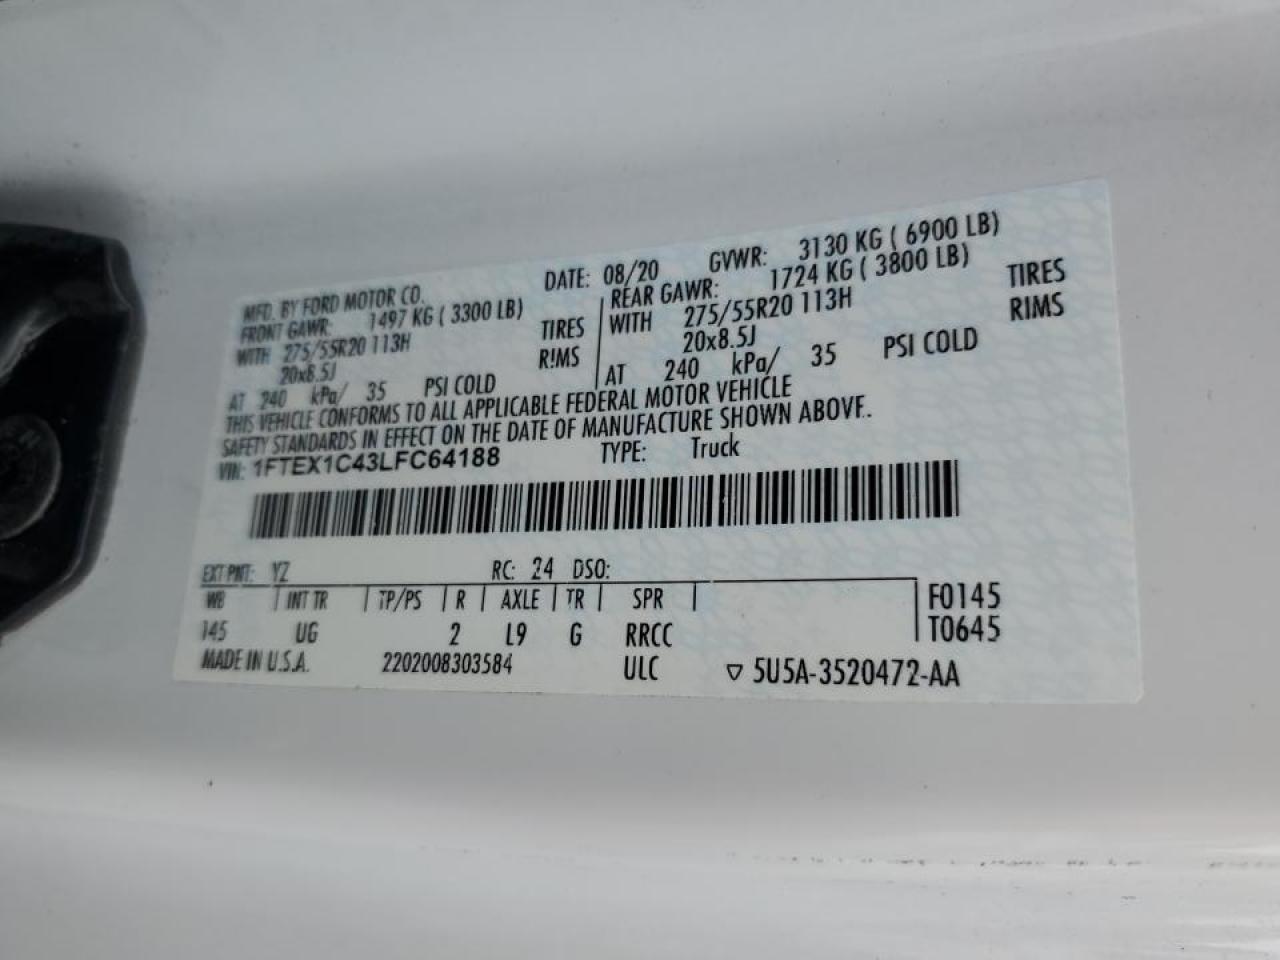 MFD. BY FORD MOTOR CO. DATE: 08/20 GVWR: 3130 KG ( 6900 LB)
FRONT GAWR: 1497 KG ( 3300 LB) REAR GAWR: 1724 KG ( 3800 LB)
WITH 275/55R20 113H TIRES WITH 275/55R20 113H TIRES
20x8.5J RIMS 20x8.5J RIMS
AT 240 kPa/ 35 PSI COLD AT 240 kPa/ 35 PSI COLD
THIS VEHICLE CONFORMS TO ALL APPLICABLE FEDERAL MOTOR VEHICLE
SAFETY STANDARDS IN EFFECT ON THE DATE OF MANUFACTURE SHOWN ABOVE.
VIN: 1FTEX1C43LFC64188 TYPE: Truck
EXT PNT: YZ RC: 24 DSO:
WB INT TR TP/PS R AXLE TR SPR F0145
145 UG 2 L9 G RRCC T0645
MADE IN U.S.A. 2202008303584 ULC ▽ 5U5A-3520472-AA